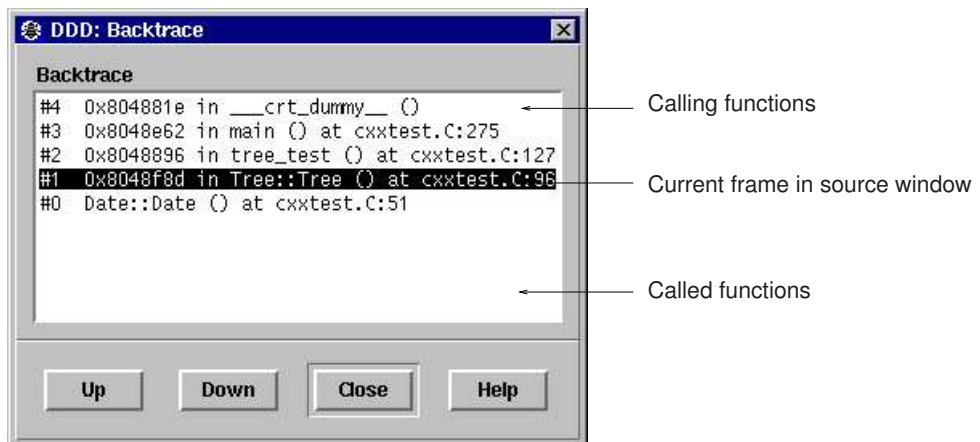 DDD: Backtrace
Backtrace
#4 0x804881e in ___crt_dummy__ ()
#3 0x8048e62 in main () at cxxtest.C:275
#2 0x8048896 in tree_test () at cxxtest.C:127
#1 0x8048f8d in Tree::Tree () at cxxtest.C:96
#0 Date::Date () at cxxtest.C:51
Calling functions
Current frame in source window
Called functions
Up Down Close Help